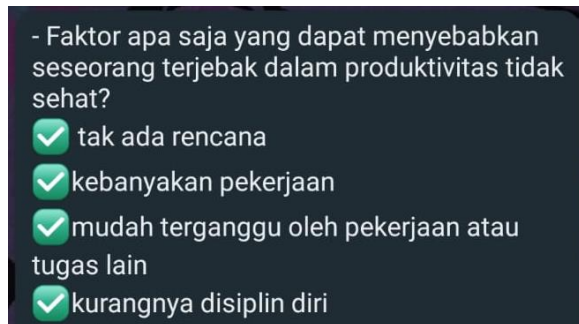 - Faktor apa saja yang dapat menyebabkan
seseorang terjebak dalam produktivitas tidak
sehat?
✅ tak ada rencana
✅kebanyakan pekerjaan
✅mudah terganggu oleh pekerjaan atau
tugas lain
✅kurangnya disiplin diri